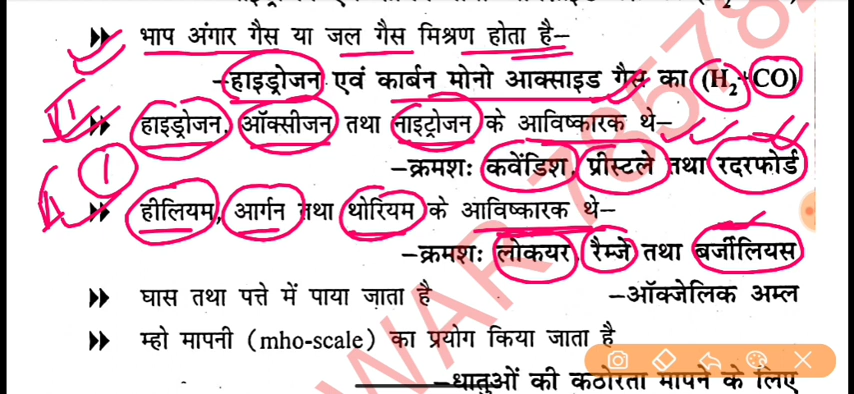 ▶▶ भाप अंगार गैस या जल गैस मिश्रण होता है–
–हाइड्रोजन एवं कार्बन मोनो आक्साइड गैस का (H₂+CO)
▶▶ हाइड्रोजन, ऑक्सीजन तथा नाइट्रोजन के आविष्कारक थे–
–क्रमशः कवेंडिश, प्रीस्टले तथा रदरफोर्ड
▶▶ हीलियम, आर्गन तथा थोरियम के आविष्कारक थे–
–क्रमशः लोकयर, रैम्जे तथा बर्जीलियस
▶▶ घास तथा पत्ते में पाया जाता है –ऑक्जेलिक अम्ल
▶▶ म्हो मापनी (mho-scale) का प्रयोग किया जाता है
–धातुओं की कठोरता मापने के लिए
WAR 785782